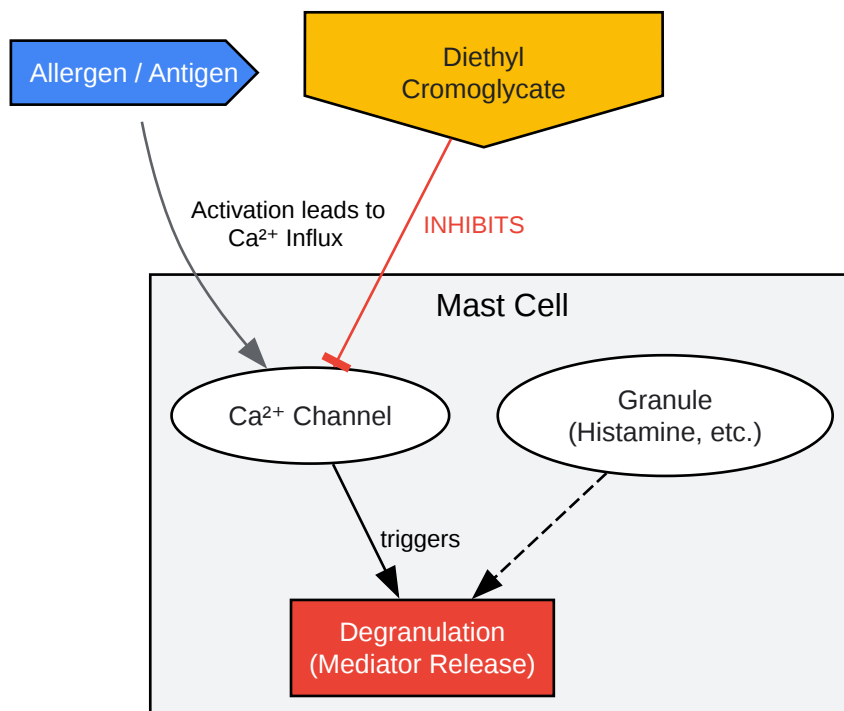 Allergen / Antigen
Diethyl
Cromoglycate
Activation leads to
Ca²⁺ Influx
INHIBITS
Mast Cell
Ca²⁺ Channel
Granule
(Histamine, etc.)
triggers
Degranulation
(Mediator Release)